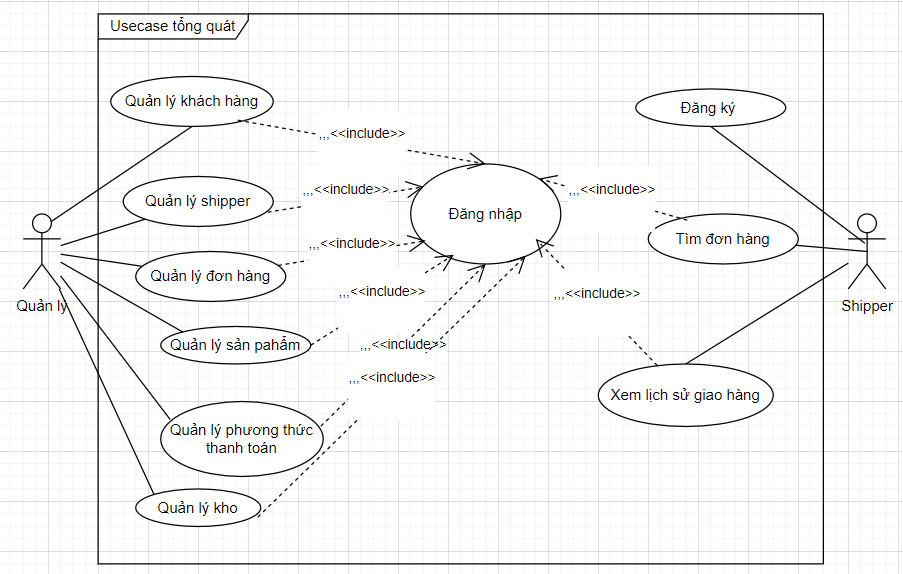 Usecase tổng quát
Quản lý khách hàng
,,,<<include>>
Đăng ký
Quản lý shipper
,,,<<include>>
,,,<<include>>
Đăng nhập
Tìm đơn hàng
Quản lý đơn hàng
,,,<<include>>
Quản lý
Shipper
,,,<<include>>
,,,<<include>>
Quản lý sản pahẩm
,,,<<include>>
,,,<<include>>
Xem lịch sử giao hàng
Quản lý phương thức
thanh toán
Quản lý kho